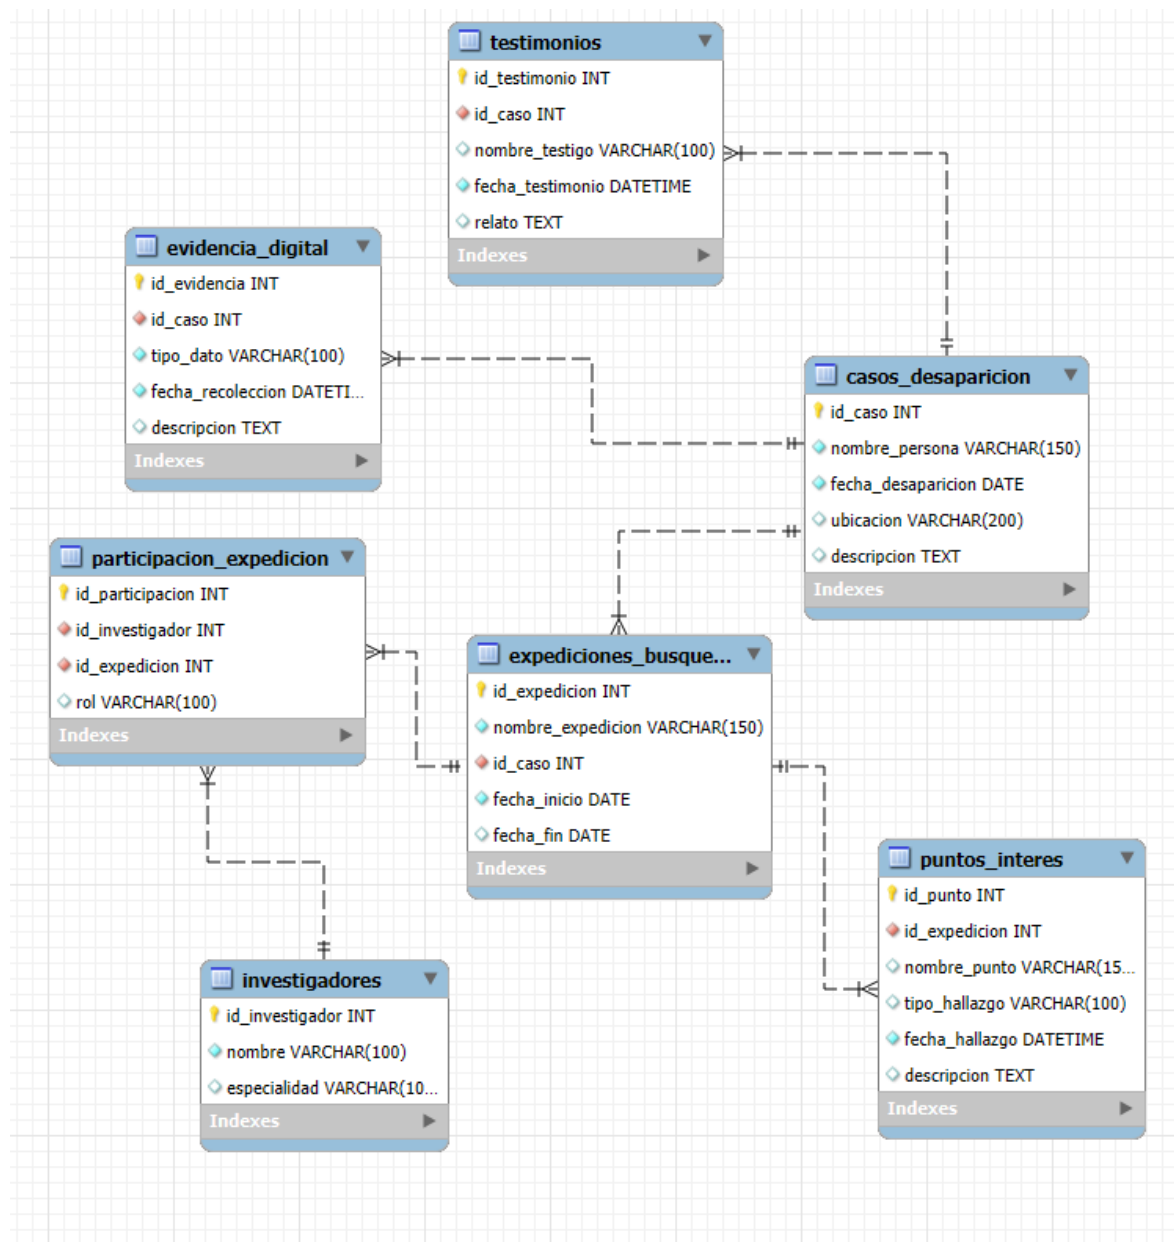 testimonios
id_testimonio INT
id_caso INT
nombre_testigo VARCHAR(100)
fecha_testimonio DATETIME
relato TEXT
Indexes
evidencia_digital
id_evidencia INT
id_caso INT
tipo_dato VARCHAR(100)
fecha_recoleccion DATETI...
descripcion TEXT
Indexes
casos_desaparicion
id_caso INT
nombre_persona VARCHAR(150)
fecha_desaparicion DATE
ubicacion VARCHAR(200)
descripcion TEXT
Indexes
participacion_expedicion
id_participacion INT
id_investigador INT
id_expedicion INT
rol VARCHAR(100)
Indexes
expediciones_busque...
id_expedicion INT
nombre_expedicion VARCHAR(150)
id_caso INT
fecha_inicio DATE
fecha_fin DATE
Indexes
puntos_interes
id_punto INT
id_expedicion INT
nombre_punto VARCHAR(15...
tipo_hallazgo VARCHAR(100)
fecha_hallazgo DATETIME
descripcion TEXT
Indexes
investigadores
id_investigador INT
nombre VARCHAR(100)
especialidad VARCHAR(10...
Indexes